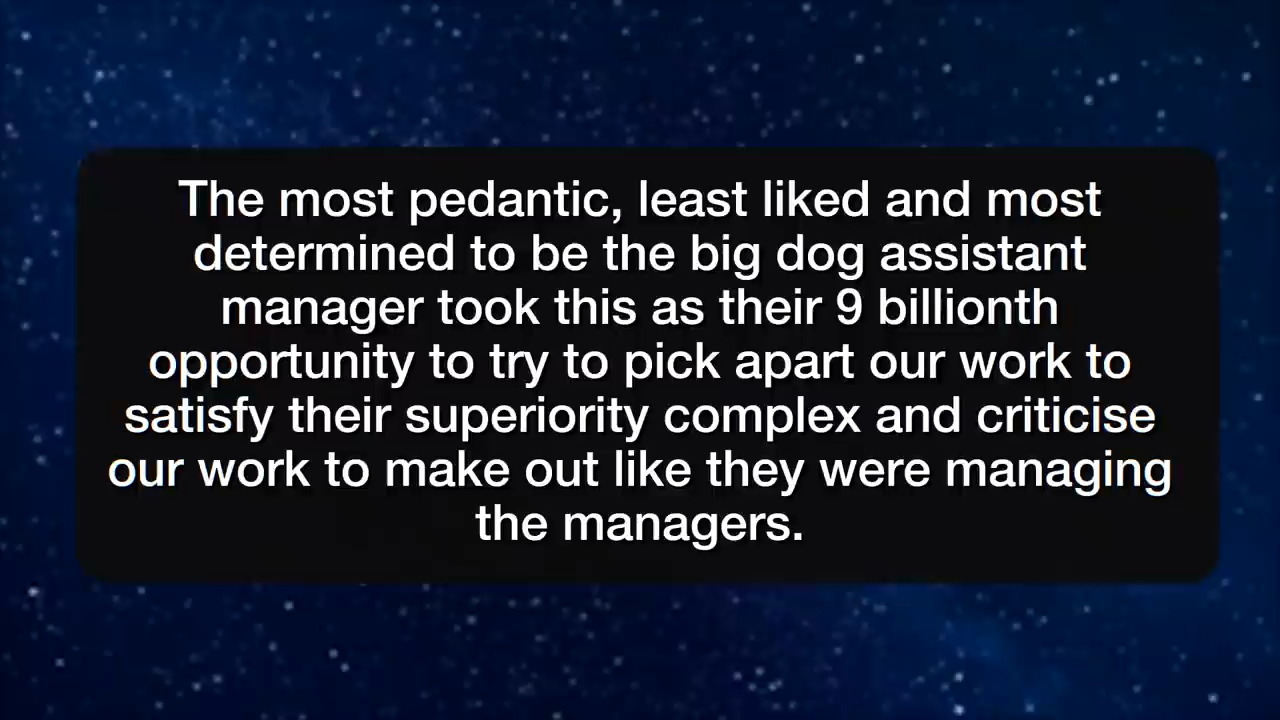 The most pedantic, least liked and most
determined to be the big dog assistant
manager took this as their 9 billionth
opportunity to try to pick apart our work to
satisfy their superiority complex and criticise
our work to make out like they were managing
the managers.